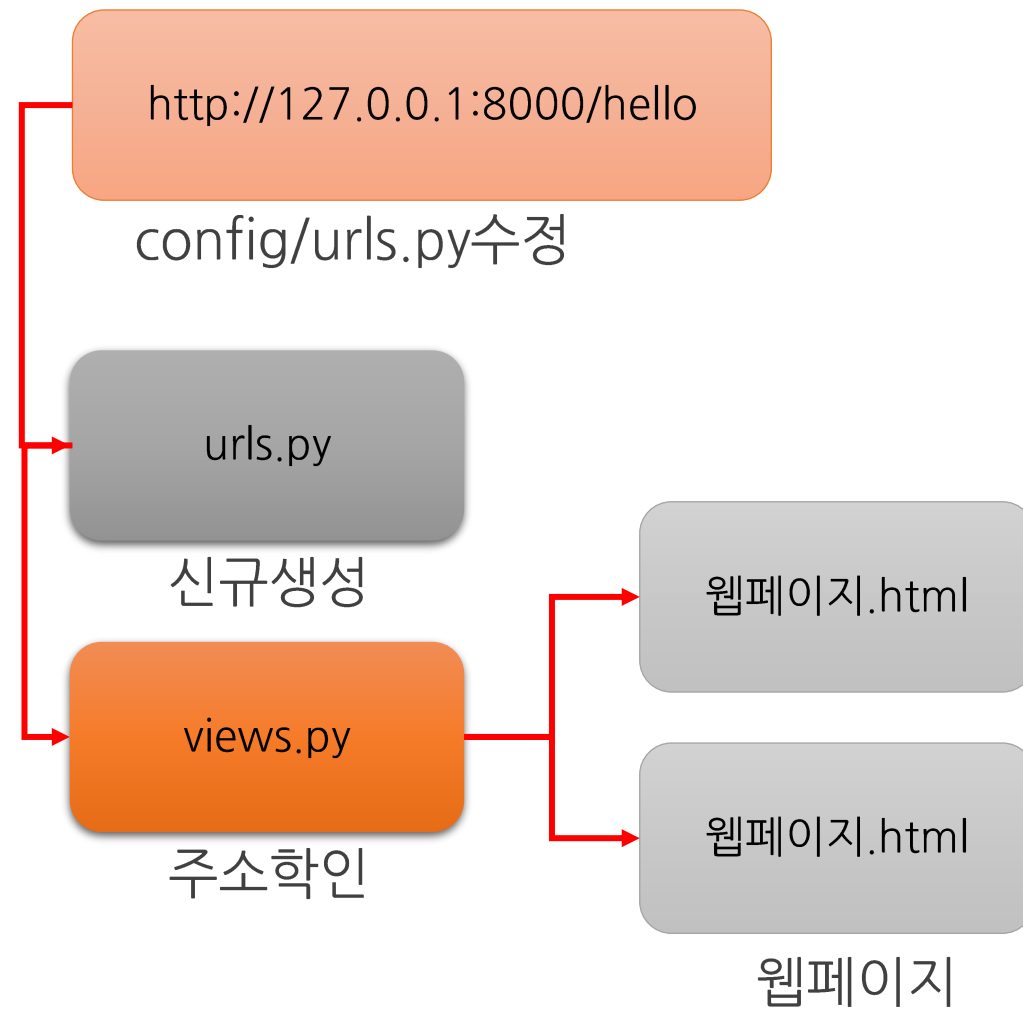 http://127.0.0.1:8000/hello
config/urls.py수정
urls.py
신규생성
views.py
주소학인
웹페이지.html
웹페이지.html
웹페이지